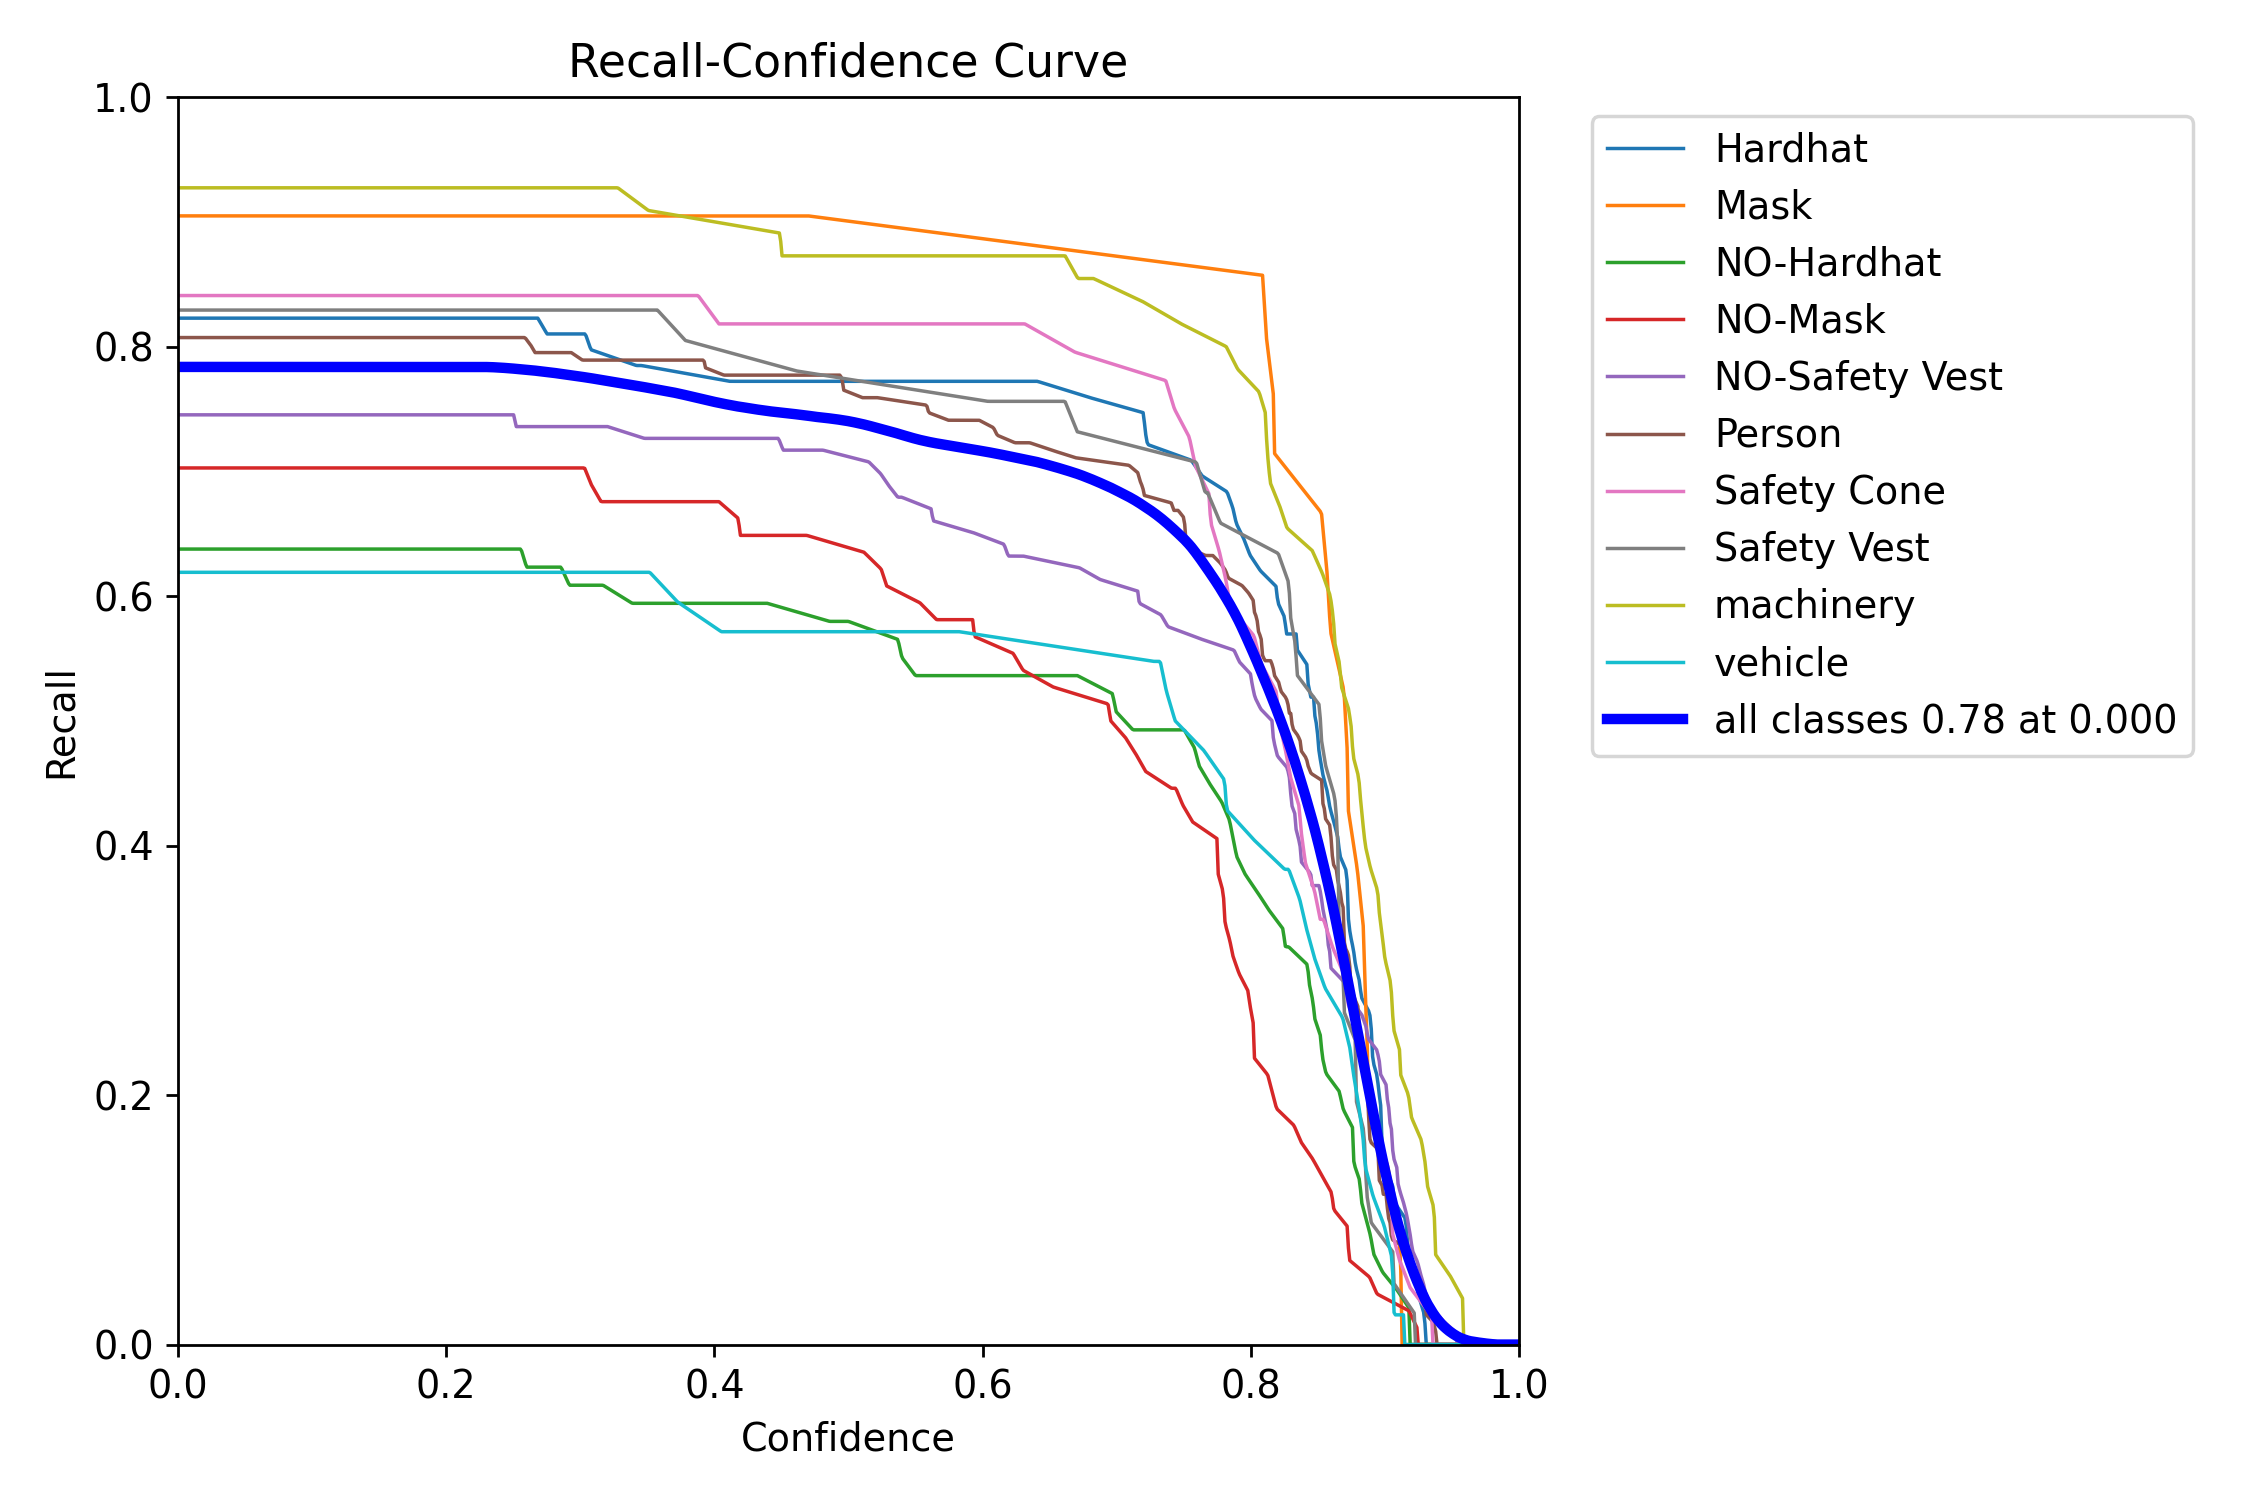 Recall-Confidence Curve
1.0
0.8
0.6
0.4
0.2
0.0
Recall
0.0 0.2 0.4 0.6 0.8 1.0
Confidence
Hardhat
Mask
NO-Hardhat
NO-Mask
NO-Safety Vest
Person
Safety Cone
Safety Vest
machinery
vehicle
all classes 0.78 at 0.000